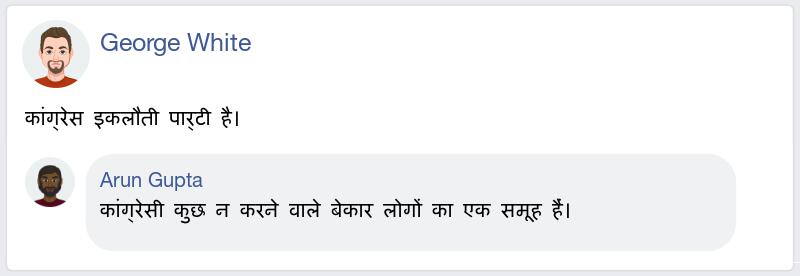 George White
कांग्रेस इकलौती पार्टी है।
Arun Gupta
कांग्रेसी कुछ न करने वाले बेकार लोगों का एक समूह हैं।